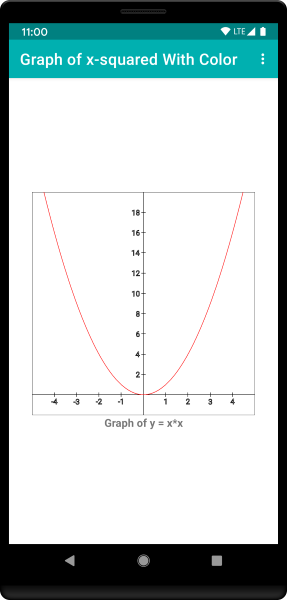 11:00 LTE
Graph of x-squared With Color
18
16
14
12
10
8
6
4
2
-4 -3 -2 -1 1 2 3 4
Graph of y = x*x